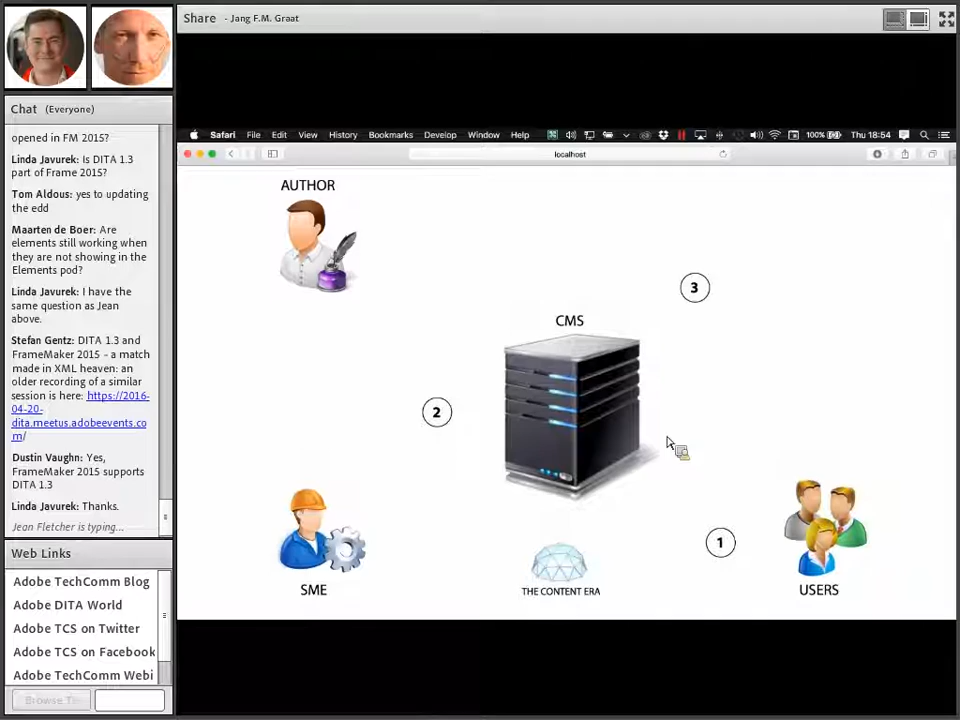 Share - Jang F.M. Graat
Chat (Everyone)
opened in FM 2015?
Linda Javurek: Is DITA 1.3
part of Frame 2015?
Tom Aldous: yes to updating
the edd
Maarten de Boer: Are
elements still working when
they are not showing in the
Elements pod?
Linda Javurek: I have the
same question as Jean
above.
Stefan Gentz: DITA 1.3 and
FrameMaker 2015 - a match
made in XML heaven: an
older recording of a similar
session is here: https://2016-
04-20-
dita.meetus.adobeevents.co
m/
Dustin Vaughn: Yes,
FrameMaker 2015 supports
DITA 1.3
Linda Javurek: Thanks.
Jean Fletcher is typing...
Web Links
Adobe TechComm Blog
Adobe DITA World
Adobe TCS on Twitter
Adobe TCS on Facebook
Adobe TechComm Webi
Browse To
Safari File Edit View History Bookmarks Develop Window Help 100% Thu 18:54
localhost
AUTHOR
3
CMS
2
1
SME
THE CONTENT ERA
USERS